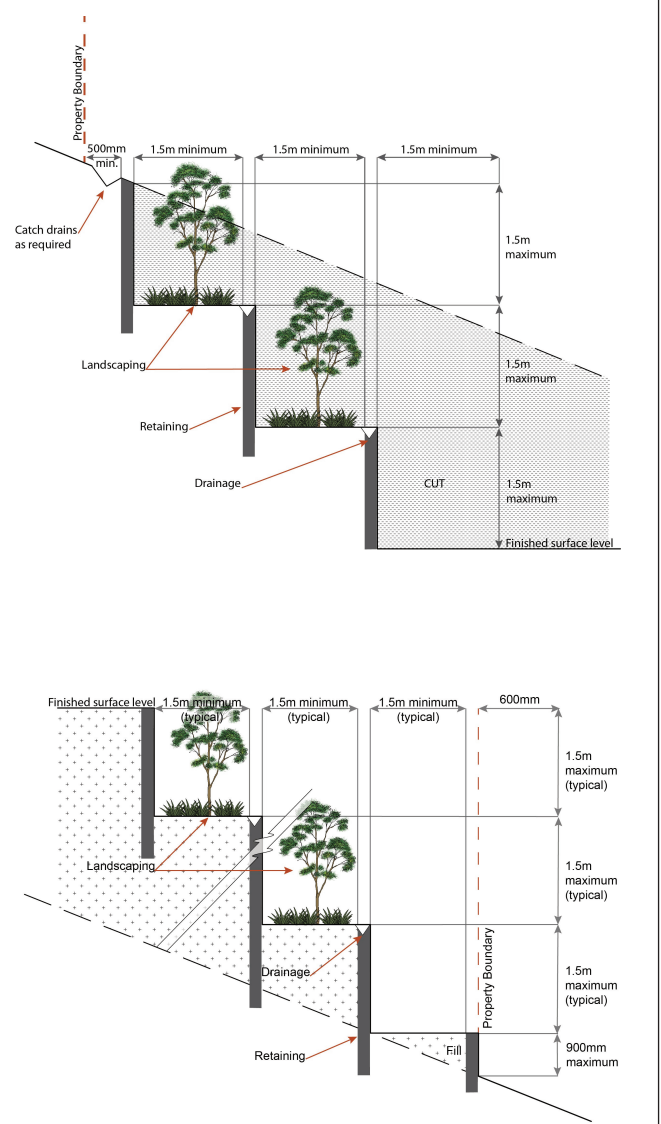 Property Boundary
500mm
min.
1.5m minimum
1.5m minimum
1.5m minimum
Catch drains
as required
1.5m
maximum
Landscaping
1.5m
maximum
Retaining
Drainage
CUT
1.5m
maximum
Finished surface level
Finished surface level
1.5m minimum
(typical)
1.5m minimum
(typical)
1.5m minimum
(typical)
600mm
1.5m
maximum
(typical)
Landscaping
1.5m
maximum
(typical)
Drainage
Property Boundary
1.5m
maximum
(typical)
Retaining
Fill
900mm
maximum